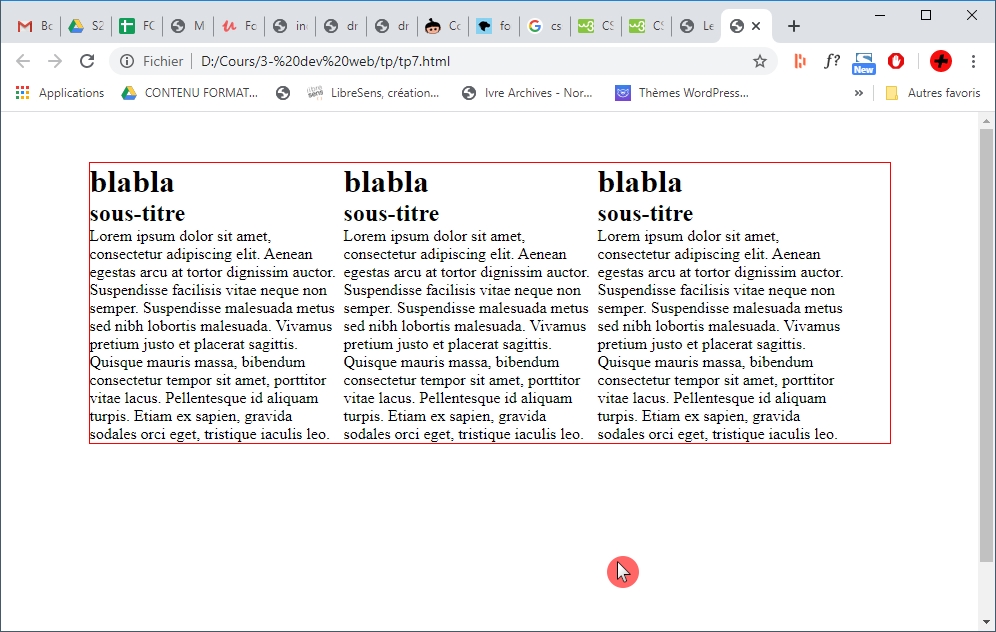 Bc S2 FC M Fc in dr dr Cc fo cs CS CS Le
Fichier D:/Cours/3-%20dev%20web/tp/tp7.html f? New
Applications CONTENU FORMAT... LibreSens, création... Ivre Archives - Nor... Thèmes WordPress... » Autres favoris
blabla blabla blabla
sous-titre sous-titre sous-titre
Lorem ipsum dolor sit amet,
consectetur adipiscing elit. Aenean
egestas arcu at tortor dignissim auctor.
Suspendisse facilisis vitae neque non
semper. Suspendisse malesuada metus
sed nibh lobortis malesuada. Vivamus
pretium justo et placerat sagittis.
Quisque mauris massa, bibendum
consectetur tempor sit amet, porttitor
vitae lacus. Pellentesque id aliquam
turpis. Etiam ex sapien, gravida
sodales orci eget, tristique iaculis leo.
Lorem ipsum dolor sit amet,
consectetur adipiscing elit. Aenean
egestas arcu at tortor dignissim auctor.
Suspendisse facilisis vitae neque non
semper. Suspendisse malesuada metus
sed nibh lobortis malesuada. Vivamus
pretium justo et placerat sagittis.
Quisque mauris massa, bibendum
consectetur tempor sit amet, porttitor
vitae lacus. Pellentesque id aliquam
turpis. Etiam ex sapien, gravida
sodales orci eget, tristique iaculis leo.
Lorem ipsum dolor sit amet,
consectetur adipiscing elit. Aenean
egestas arcu at tortor dignissim auctor.
Suspendisse facilisis vitae neque non
semper. Suspendisse malesuada metus
sed nibh lobortis malesuada. Vivamus
pretium justo et placerat sagittis.
Quisque mauris massa, bibendum
consectetur tempor sit amet, porttitor
vitae lacus. Pellentesque id aliquam
turpis. Etiam ex sapien, gravida
sodales orci eget, tristique iaculis leo.